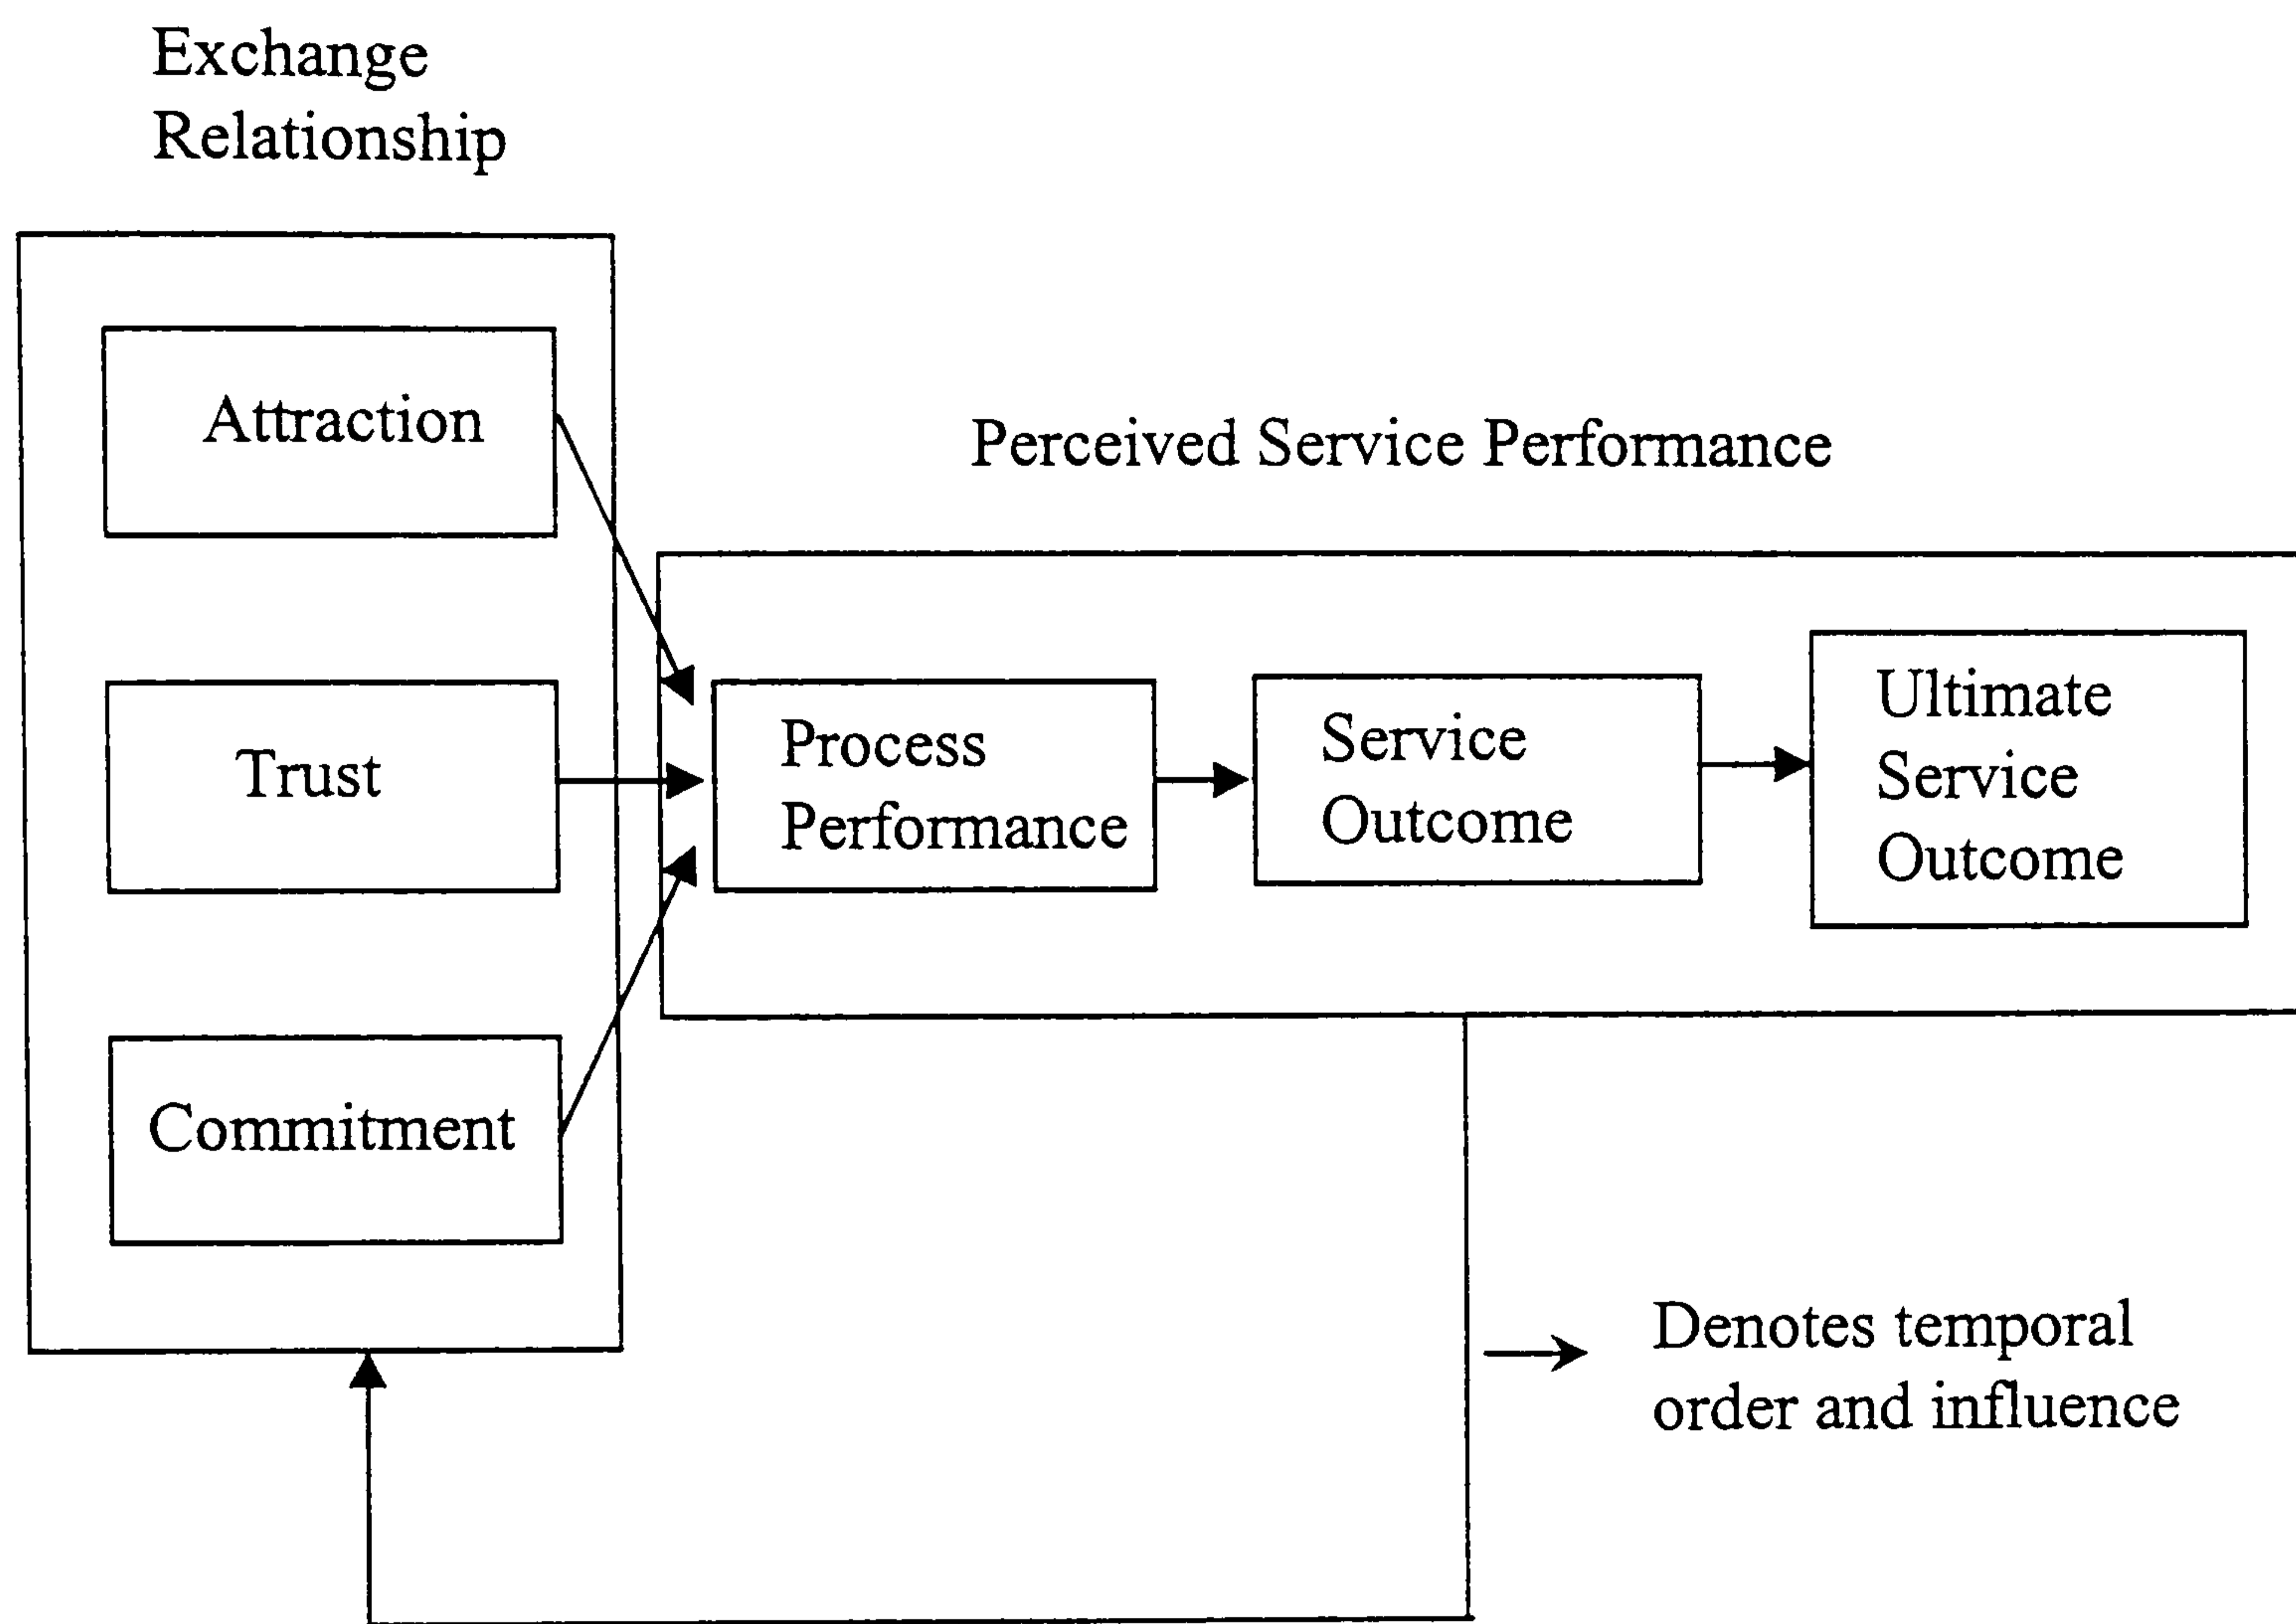 Exchange
Relationship
Attraction
Perceived Service Performance
Trust
Process
Performance
Service
Outcome
Ultimate
Service
Outcome
Commitment
Denotes temporal
order and influence